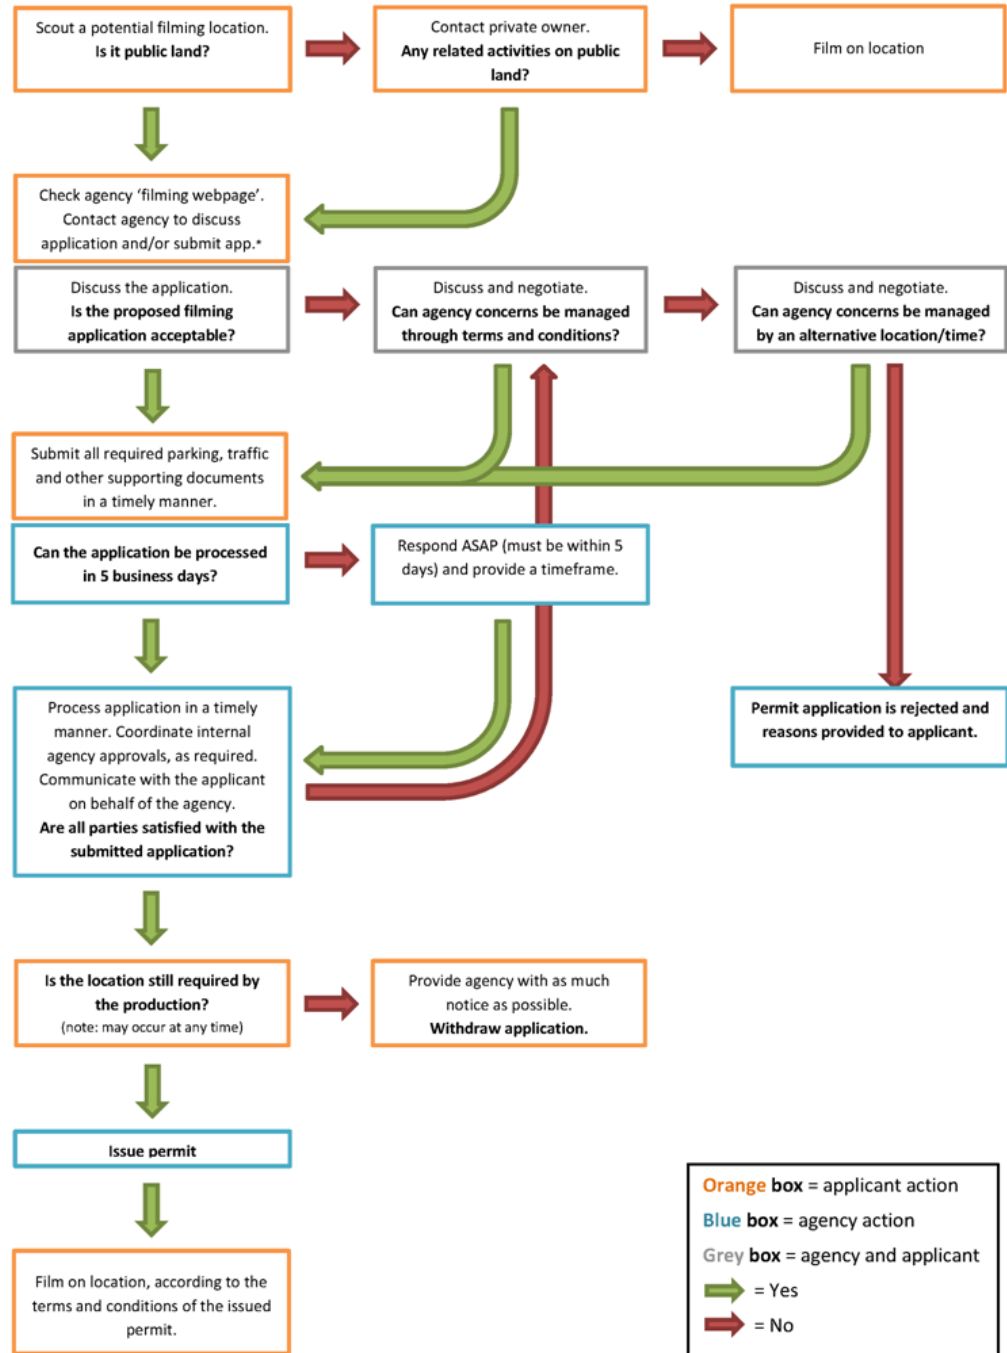 Scout a potential filming location.
Is it public land?
Contact private owner.
Any related activities on public
land?
Film on location
Check agency ‘filming webpage’.
Contact agency to discuss
application and/or submit app.*
Discuss the application.
Is the proposed filming
application acceptable?
Discuss and negotiate.
Can agency concerns be managed
through terms and conditions?
Discuss and negotiate.
Can agency concerns be managed
by an alternative location/time?
Submit all required parking, traffic
and other supporting documents
in a timely manner.
Can the application be processed
in 5 business days?
Respond ASAP (must be within 5
days) and provide a timeframe.
Process application in a timely
manner. Coordinate internal
agency approvals, as required.
Communicate with the applicant
on behalf of the agency.
Are all parties satisfied with the
submitted application?
Permit application is rejected and
reasons provided to applicant.
Is the location still required by
the production?
(note: may occur at any time)
Provide agency with as much
notice as possible.
Withdraw application.
Issue permit
Film on location, according to the
terms and conditions of the issued
permit.
Orange box = applicant action
Blue box = agency action
Grey box = agency and applicant
= Yes
= No